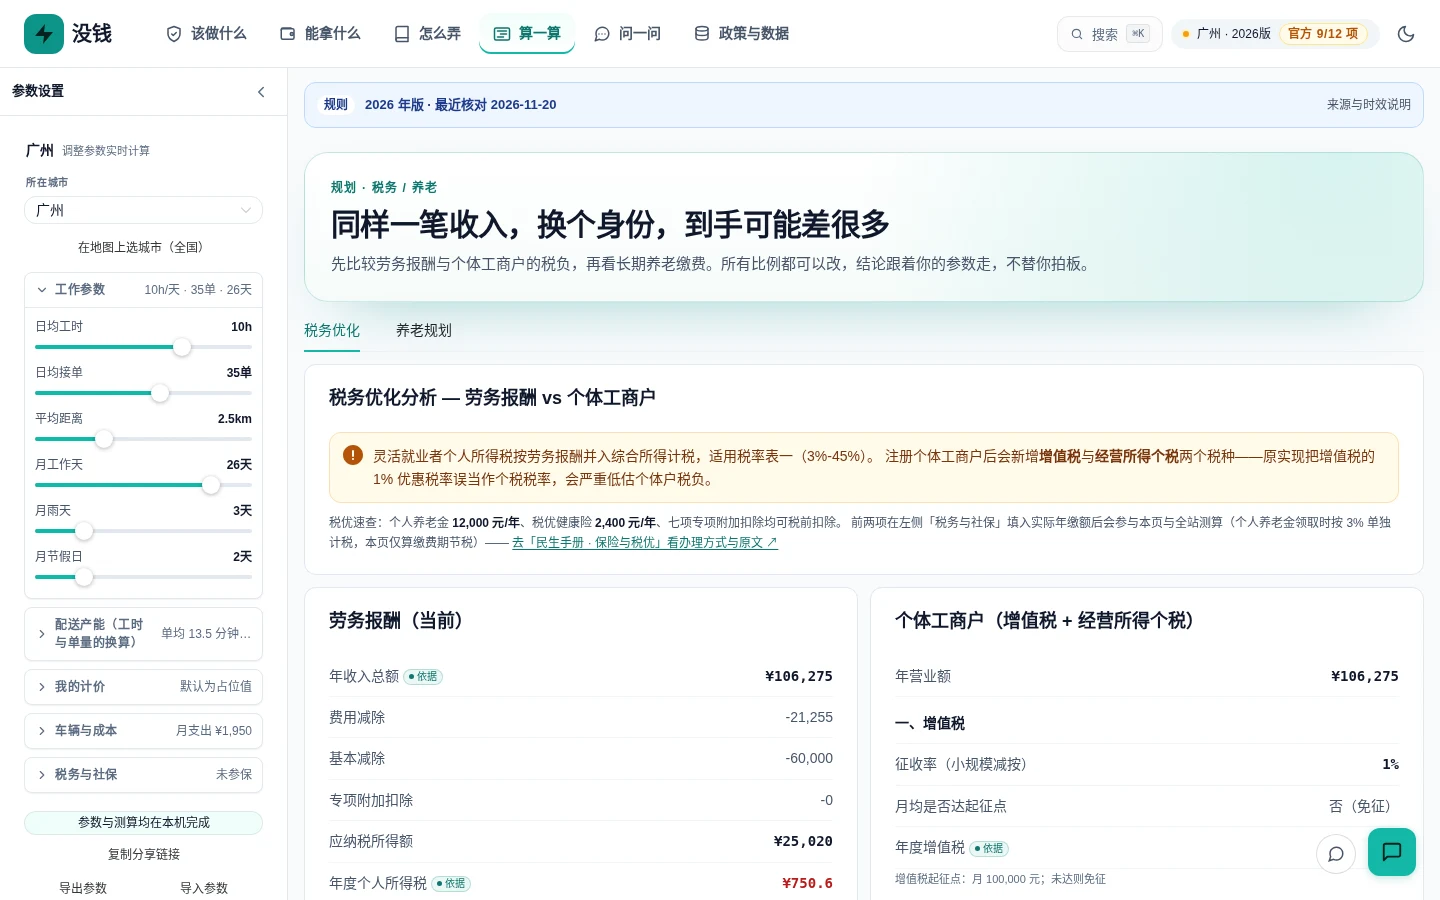 没钱
该做什么
能拿什么
怎么弄
算一算
问一问
政策与数据
搜索 ⌘K
广州 · 2026版 官方 9/12 项
参数设置
广州 调整参数实时计算
所在城市
广州
在地图上选城市（全国）
工作参数 10h/天 · 35单 · 26天
日均工时 10h
日均接单 35单
平均距离 2.5km
月工作天 26天
月雨天 3天
月节假日 2天
配送产能（工时与单量的换算） 单均 13.5 分钟…
我的计价 默认为占位值
车辆与成本 月支出 ¥1,950
税务与社保 未参保
参数与测算均在本机完成
复制分享链接
导出参数 导入参数
规则 2026 年版 · 最近核对 2026-11-20 来源与时效说明
规划 · 税务 / 养老
同样一笔收入，换个身份，到手可能差很多
先比较劳务报酬与个体工商户的税负，再看长期养老缴费。所有比例都可以改，结论跟着你的参数走，不替你拍板。
税务优化 养老规划
税务优化分析 — 劳务报酬 vs 个体工商户
灵活就业者个人所得税按劳务报酬并入综合所得计税，适用税率表一（3%-45%）。 注册个体工商户后会新增增值税与经营所得个税两个税种——原实现把增值税的
1% 优惠税率误当作个税税率，会严重低估个体户税负。
税优速查：个人养老金 12,000 元/年、税优健康险 2,400 元/年、七项专项附加扣除均可税前扣除。 前两项在左侧「税务与社保」填入实际年缴额后会参与本页与全站测算（个人养老金领取时按 3% 单独
计税，本页仅算缴费期节税）—— 去「民生手册 · 保险与税优」看办理方式与原文 ↗
劳务报酬（当前）
年收入总额 依据 ¥106,275
费用减除 -21,255
基本减除 -60,000
专项附加扣除 -0
应纳税所得额 ¥25,020
年度个人所得税 依据 ¥750.6
个体工商户（增值税 + 经营所得个税）
年营业额 ¥106,275
一、增值税
征收率（小规模减按） 1%
月均是否达起征点 否（免征）
年度增值税 依据
增值税起征点：月 100,000 元；未达则免征